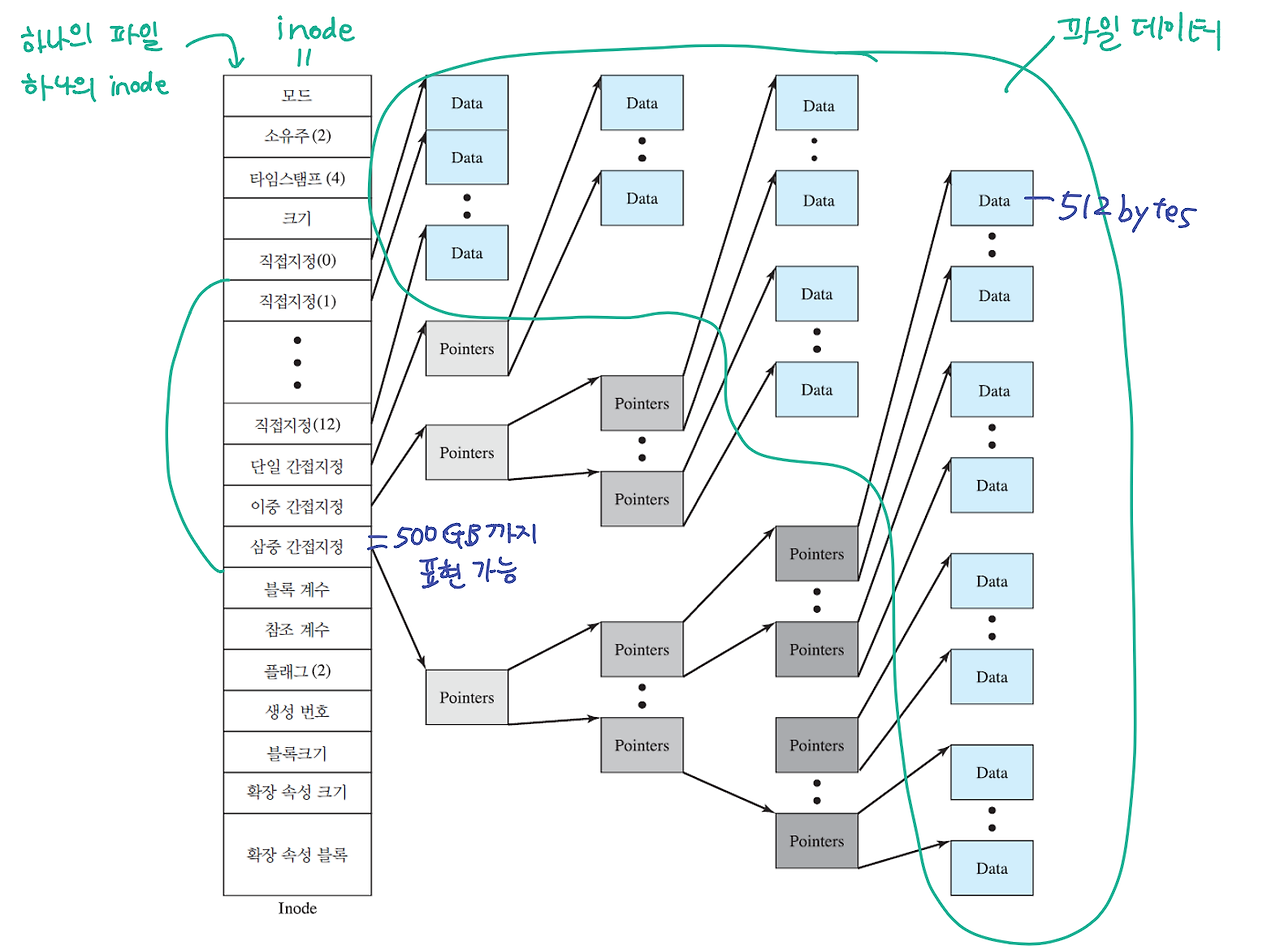 하나의 파일
하나의 inode
inode
=
파일 데이터
모드
소유주(2)
타임스탬프 (4)
크기
직접지정(0)
직접지정(1)
직접지정(12)
단일 간접지정
이중 간접지정
삼중 간접지정
블록 계수
참조 계수
플래그 (2)
생성 번호
블록크기
확장 속성 크기
확장 속성 블록
Inode
Data
Data
Data
Pointers
Pointers
= 500GB 까지
표현 가능
Pointers
Data
Data
Pointers
Pointers
Pointers
Pointers
Data
Data
Data
Data
Pointers
Pointers
Pointers
Pointers
Data
512 bytes
Data
Data
Data
Data
Data
Data
Data